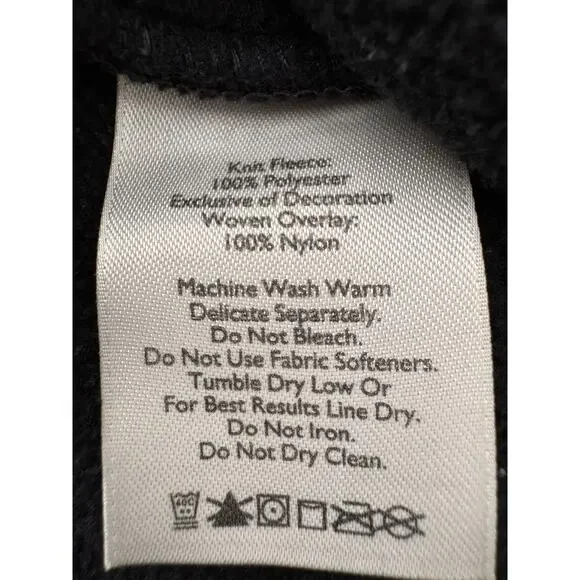 Knit Fleece:
100% Polyester
Exclusive of Decoration
Woven Overlay:
100% Nylon
Machine Wash Warm
Delicate Separately.
Do Not Bleach.
Do Not Use Fabric Softeners.
Tumble Dry Low Or
For Best Results Line Dry.
Do Not Iron.
Do Not Dry Clean.
40C